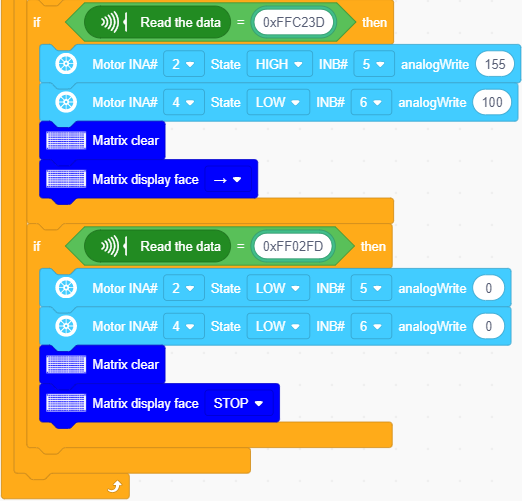 if Read the data = 0xFFC23D then
Motor INA# 2 State HIGH INB# 5 analogWrite 155
Motor INA# 4 State LOW INB# 6 analogWrite 100
Matrix clear
Matrix display face →
if Read the data = 0xFF02FD then
Motor INA# 2 State LOW INB# 5 analogWrite 0
Motor INA# 4 State LOW INB# 6 analogWrite 0
Matrix clear
Matrix display face STOP